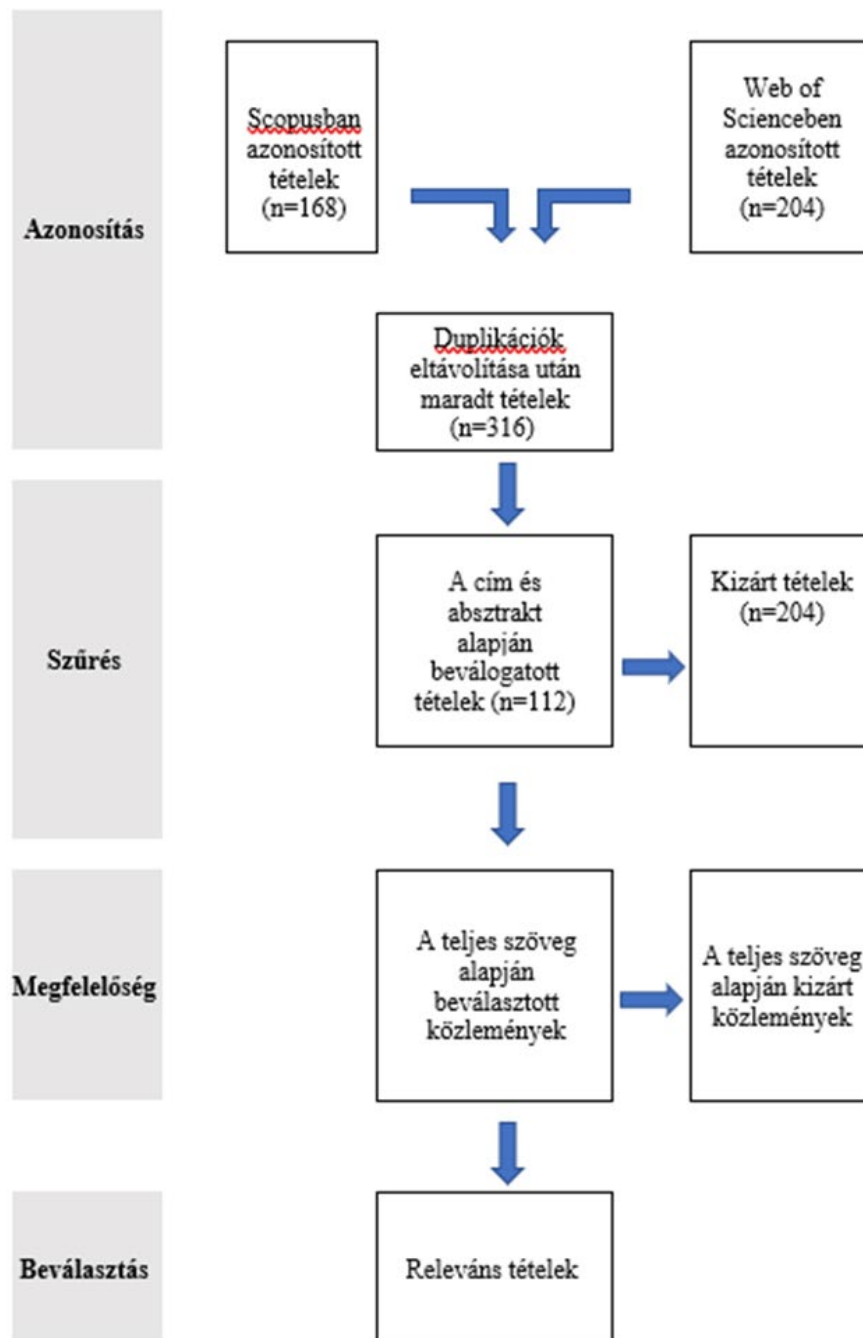 Azonosítás
Scopusban
azonosított
tételek
(n=168)
Web of
Scienceben
azonosított
tételek
(n=204)
Duplikációk
eltávolítása után
maradt tételek
(n=316)
Szűrés
A cím és
absztrakt
alapján
beválogatott
tételek (n=112)
Kizárt tételek
(n=204)
Megfelelőség
A teljes szöveg
alapján
beválasztott
közlemények
A teljes szöveg
alapján kizárt
közlemények
Beválasztás
Releváns tételek